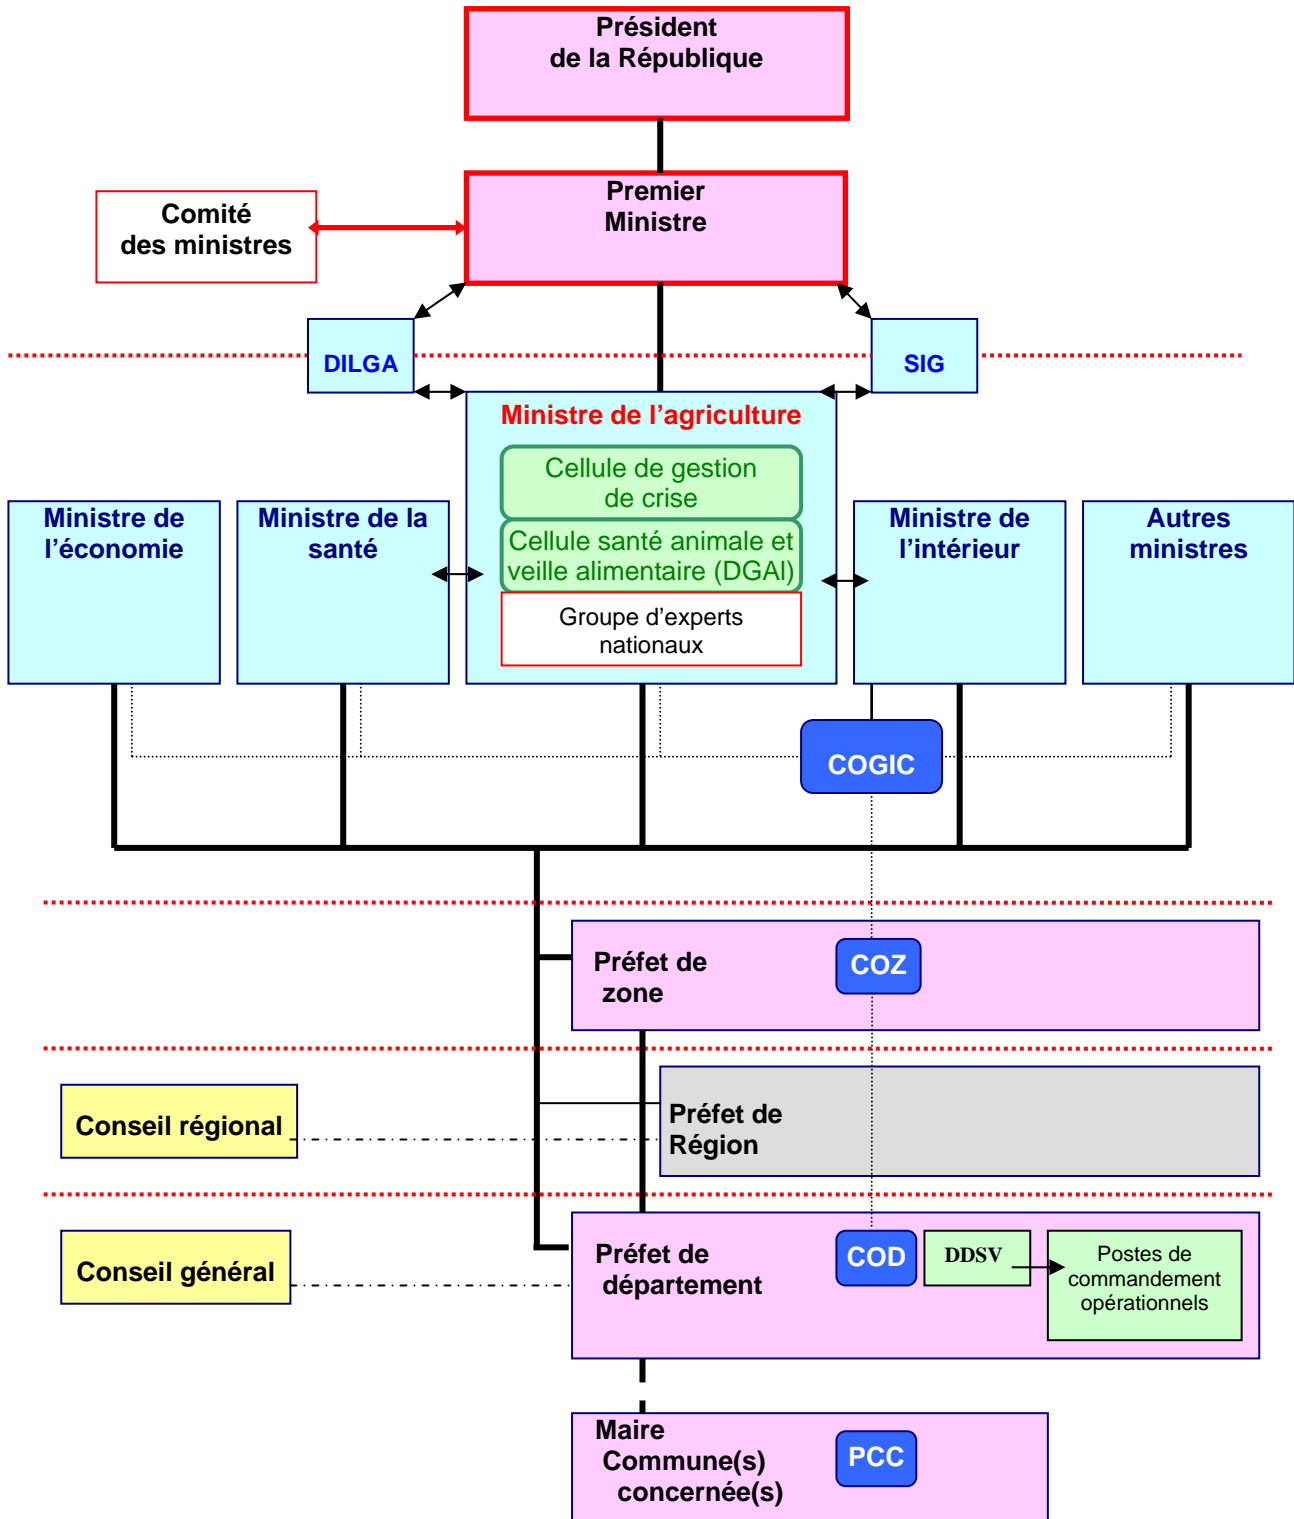 Président
de la République
Premier
Ministre
Comité
des ministres
DILGA
SIG
Ministre de l'agriculture
Cellule de gestion
de crise
Cellule santé animale et
veille alimentaire (DGAl)
Groupe d'experts
nationaux
Ministre de
l'économie
Ministre de la
santé
Ministre de
l'intérieur
Autres
ministres
COGIC
Préfet de
zone
COZ
Conseil régional
Préfet de
Région
Conseil général
Préfet de
département
COD
DDSV
Postes de
commandement
opérationnels
Maire
Commune(s)
concernée(s)
PCC